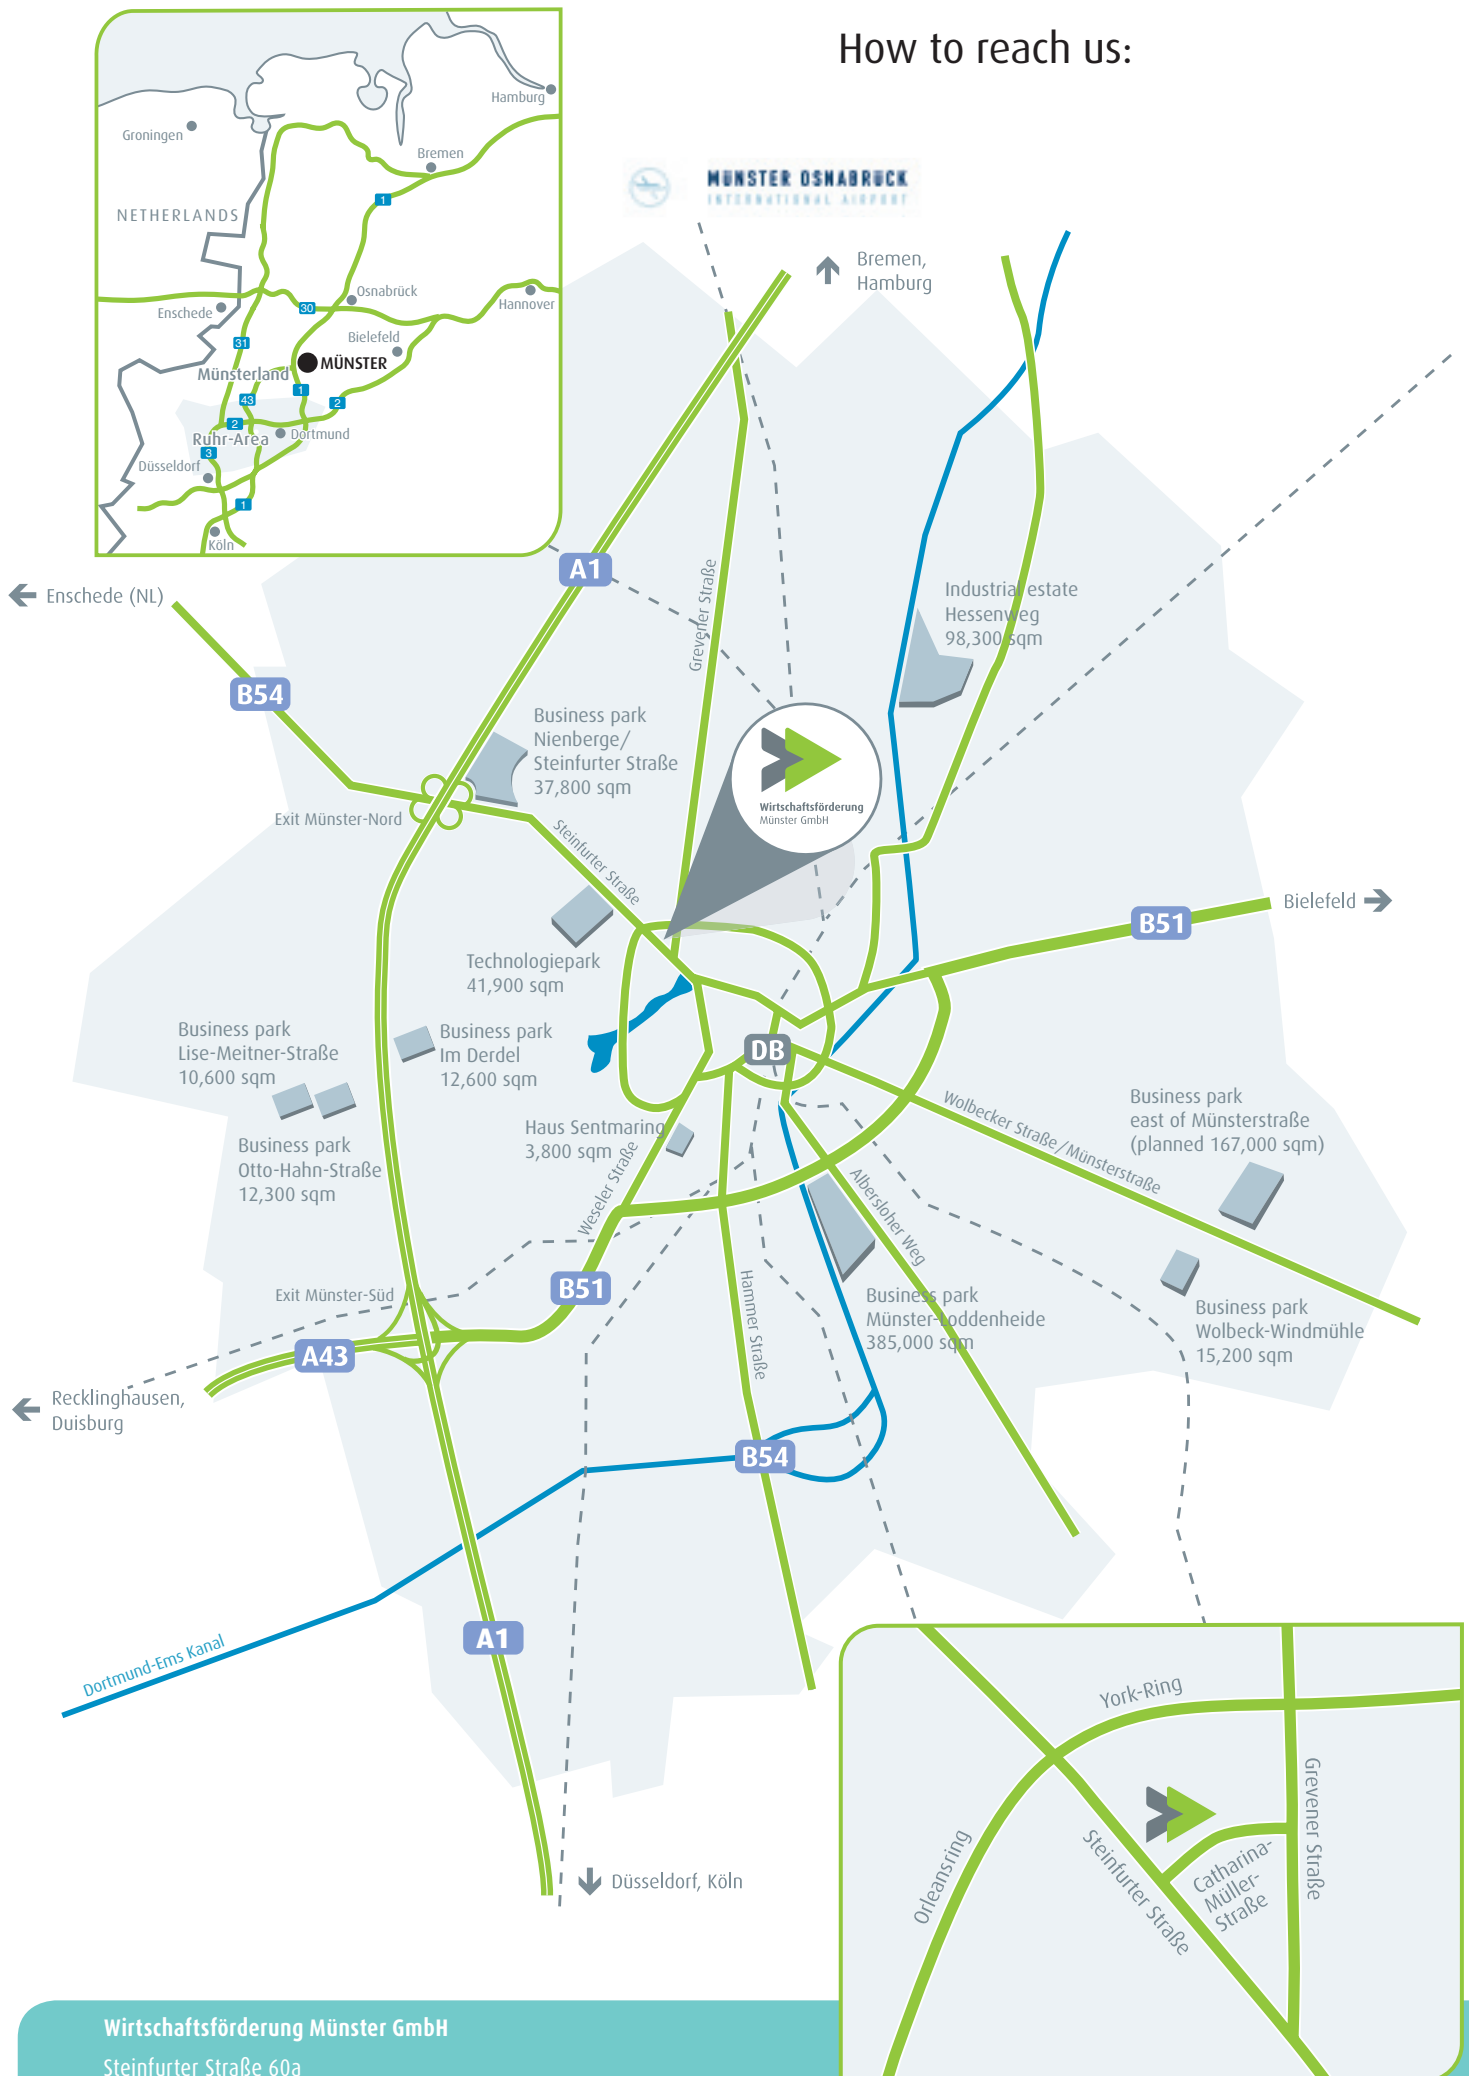 How to reach us:
Hamburg
Groningen
Bremen
1
NETHERLANDS
Osnabrück
Hannover
Enschede
30
Bielefeld
31
MÜNSTER
Münsterland
1
43
2
2
Ruhr-Area
Dortmund
3
Düsseldorf
1
Köln
MÜNSTER OSNABRÜCK
INTERNATIONAL AIRPORT
Bremen,
Hamburg
A1
Enschede (NL)
B54
Grevener Straße
Industrial estate
Hessenweg
98,300 sqm
Business park
Nienberge/
Steinfurter Straße
37,800 sqm
Wirtschaftsförderung
Münster GmbH
Exit Münster-Nord
Steinfurter Straße
Bielefeld
B51
Technologiepark
41,900 sqm
Business park
Lise-Meitner-Straße
10,600 sqm
Business park
Im Derdel
12,600 sqm
DB
Business park
Otto-Hahn-Straße
12,300 sqm
Haus Sentmaring
3,800 sqm
Weseler Straße
Wolbecker Straße/Münsterstraße
Business park
east of Münsterstraße
(planned 167,000 sqm)
Albersloher Weg
Hammer Straße
Exit Münster-Süd
B51
Business park
Münster-Loddenheide
385,000 sqm
Business park
Wolbeck-Windmühle
15,200 sqm
A43
Recklinghausen,
Duisburg
B54
A1
Dortmund-Ems Kanal
Düsseldorf, Köln
York-Ring
Grevener Straße
Orleansring
Steinfurter Straße
Catharina-
Müller-
Straße
Wirtschaftsförderung Münster GmbH
Steinfurter Straße 60a